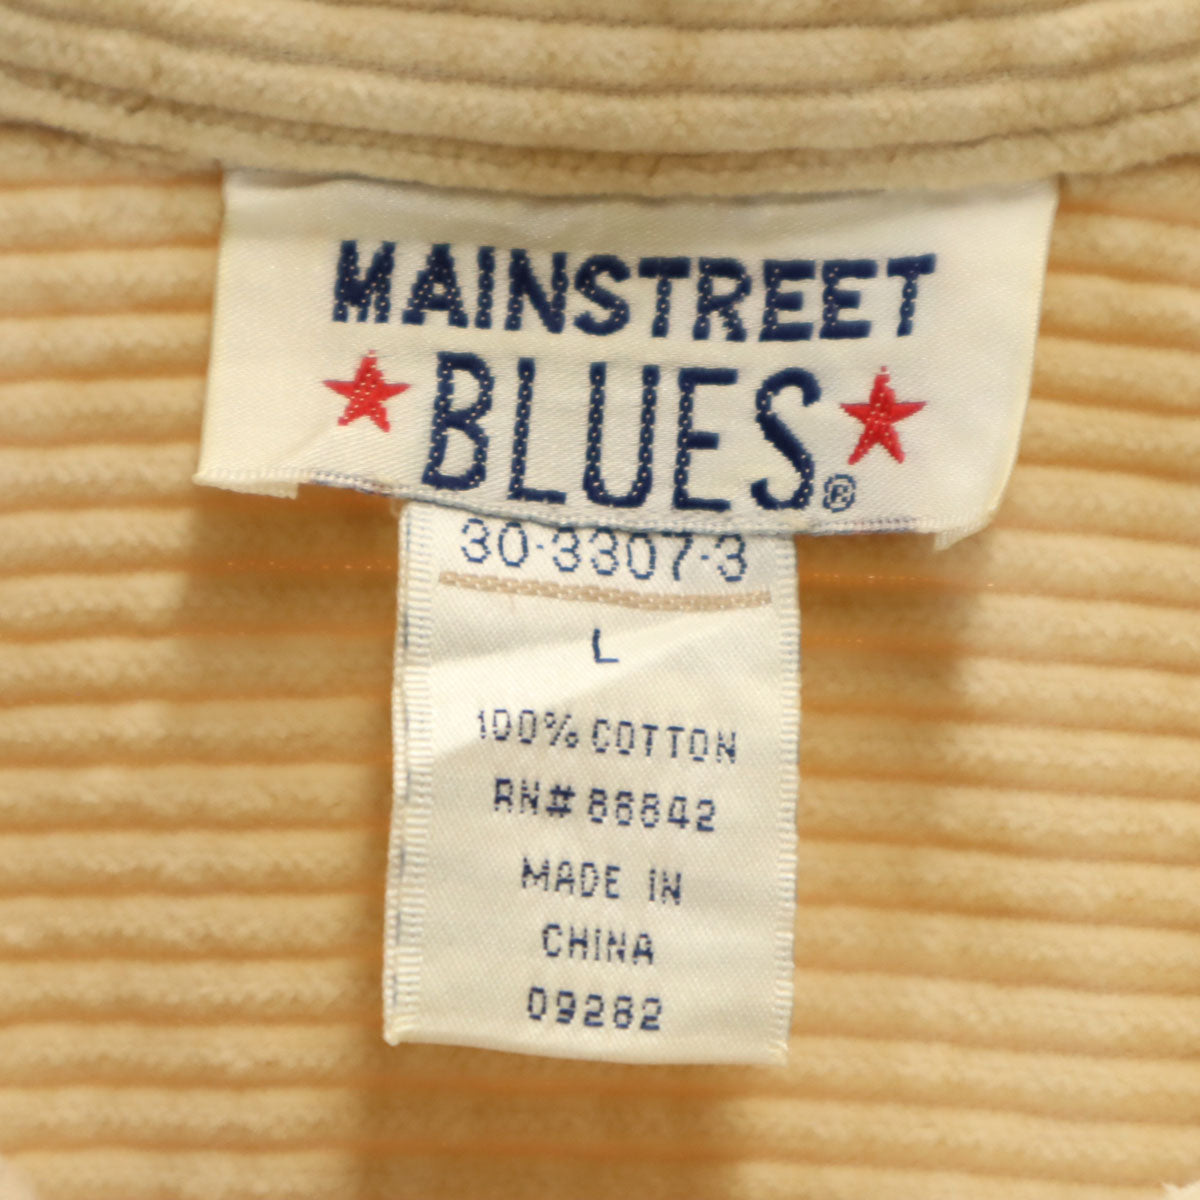 MAINSTREET
BLUES®
30-3307-3
L
100% COTTON
RN# 86842
MADE IN
CHINA
09282